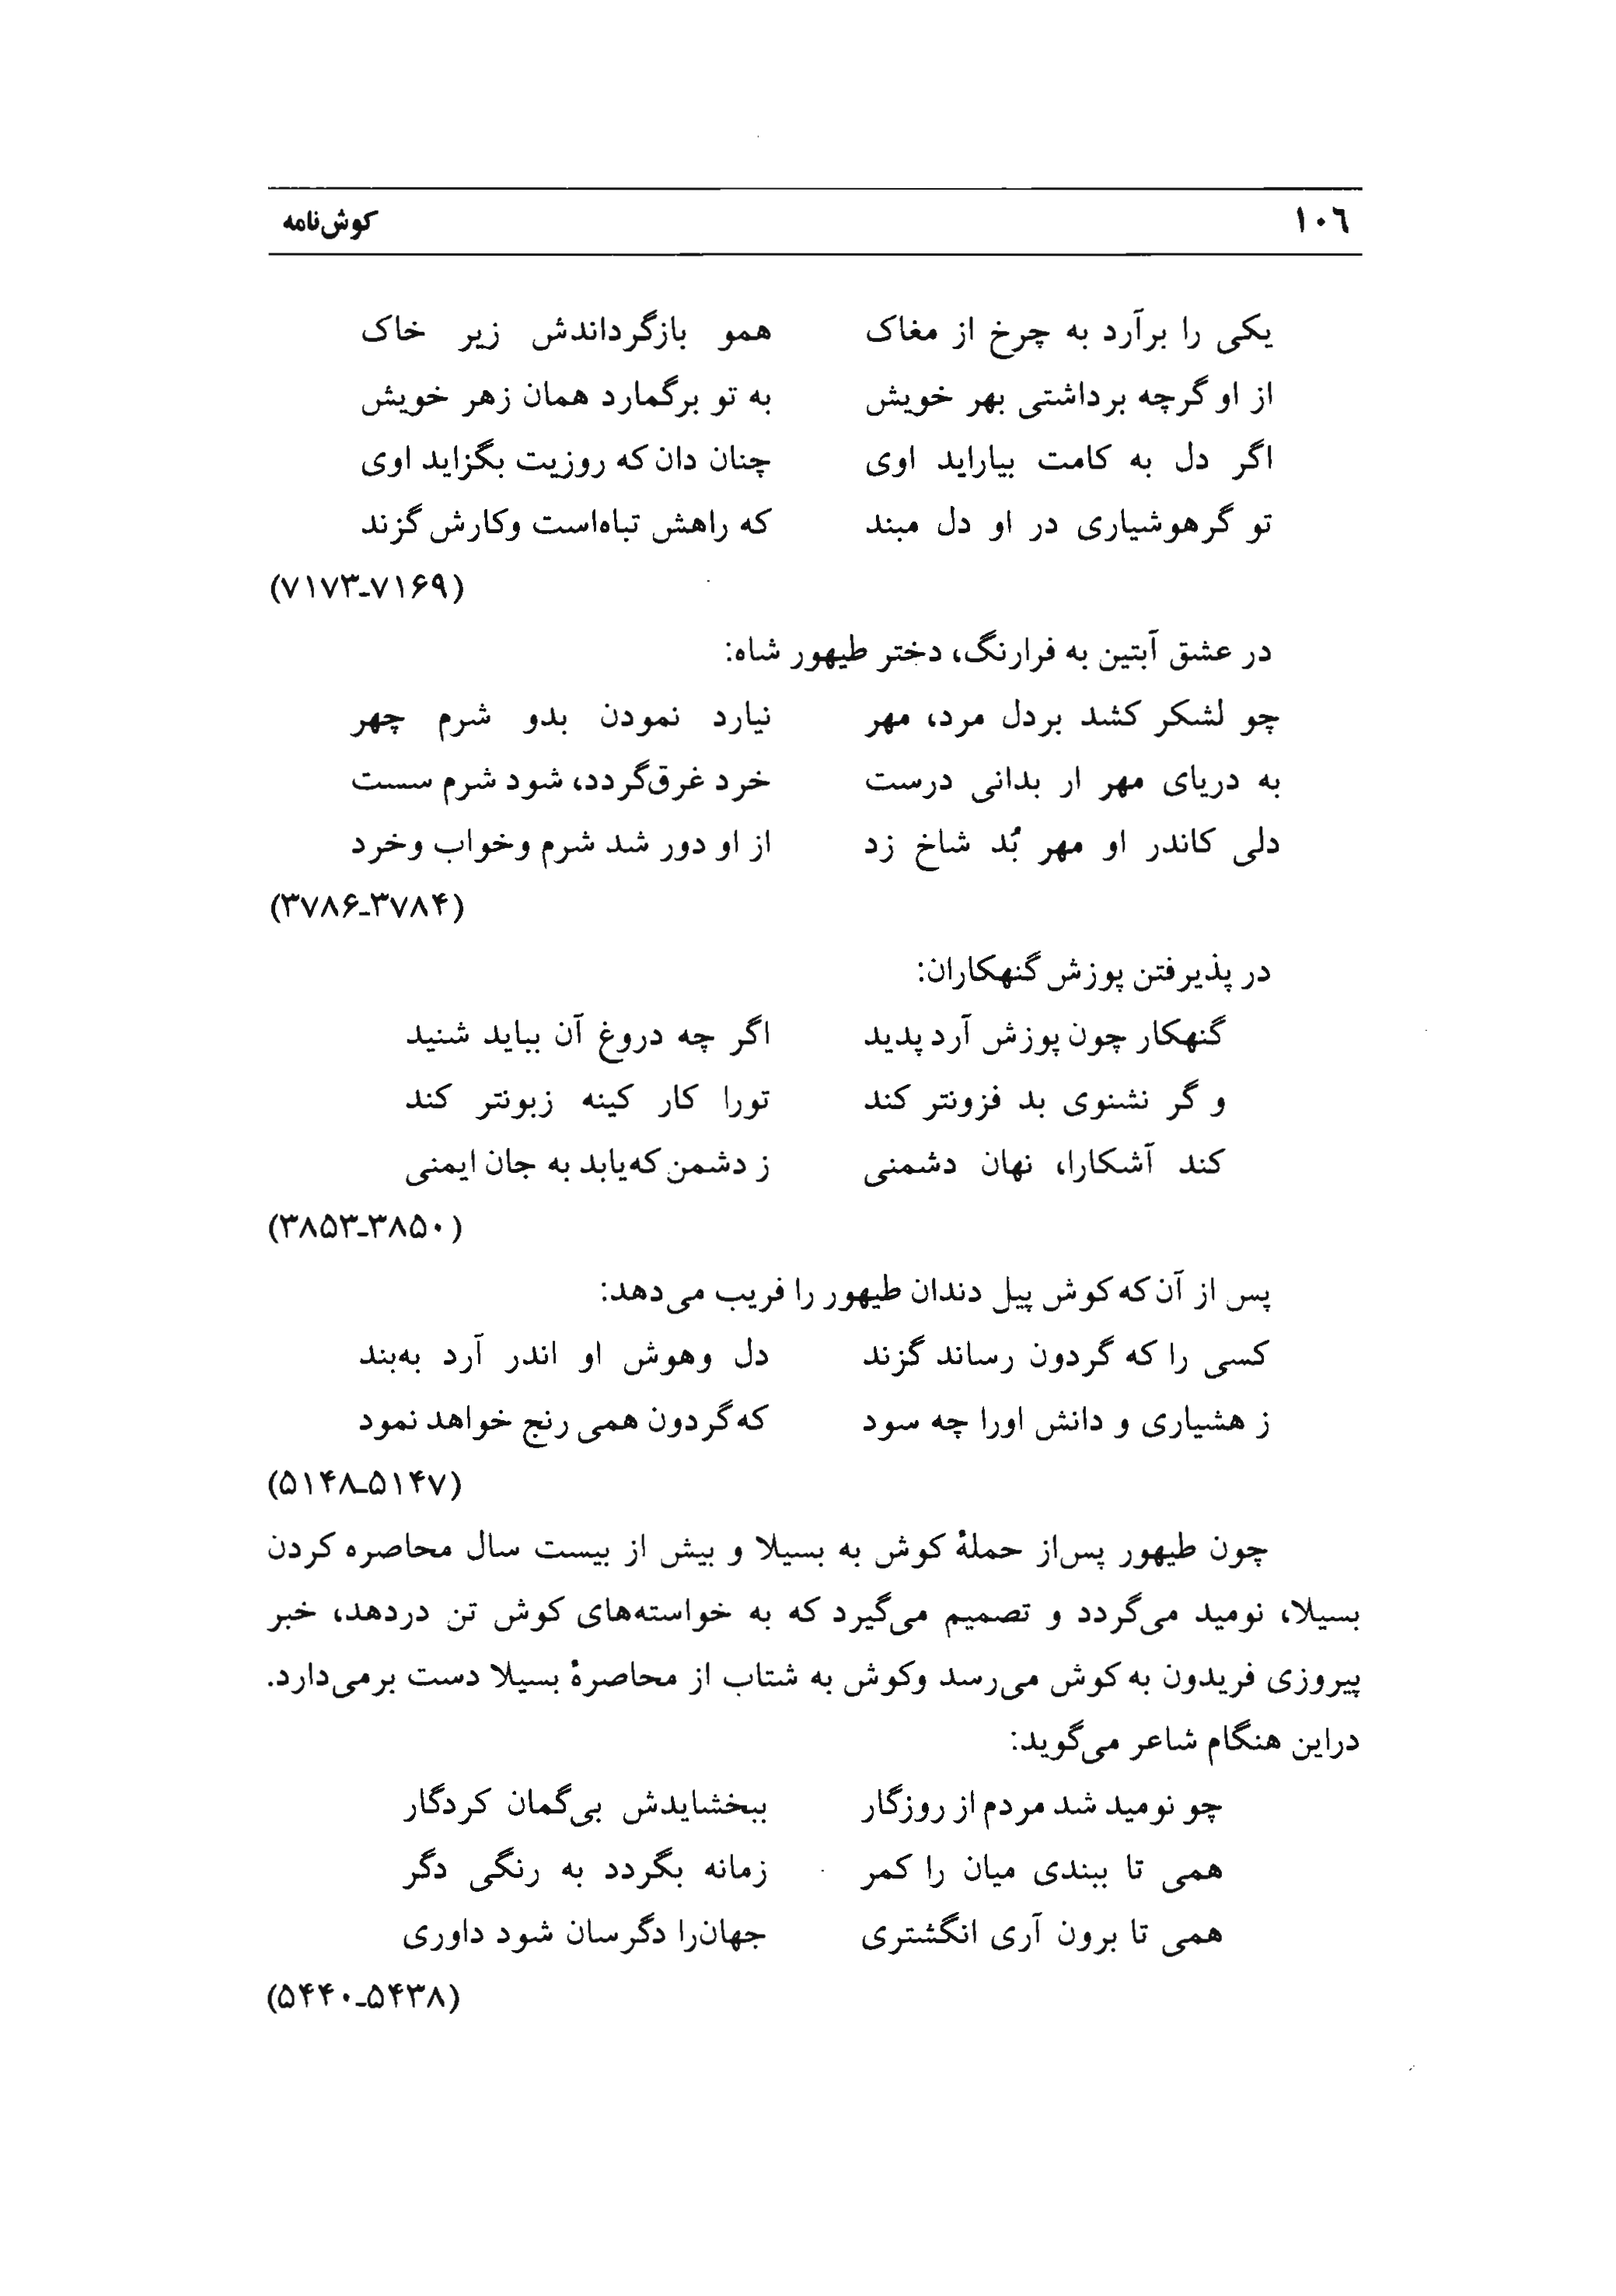 ۱۰۶ کوش‌نامه
یکی را برآرد به چرخ از مغاک همو بازگرداندش زیر خاک
از او گرچه برداشتی بهر خویش به تو برگمارد همان زهر خویش
اگر دل به کامت بیاراید اوی چنان دان که روزیت بگزاید اوی
تو گرهوشیاری در او دل مبند که راهش تباه‌است وکارش گزند
(۷۱۶۹ـ۷۱۷۳)
در عشق آبتین به فرارنگ، دختر طیهور شاه:
چو لشکر کشد بردل مرد، مهر نیارد نمودن بدو شرم چهر
به دریای مهر ار بدانی درست خرد غرق‌گردد، شود شرم سست
دلی کاندر او مهر بُد شاخ زد از او دور شد شرم وخواب وخرد
(۳۷۸۴ـ۳۷۸۶)
در پذیرفتن پوزش گنهکاران:
گنهکار چون پوزش آرد پدید اگر چه دروغ آن بباید شنید
و گر نشنوی بد فزونتر کند تورا کار کینه زبونتر کند
کند آشکارا، نهان دشمنی ز دشمن که‌یابد به جان ایمنی
(۳۸۵۰ـ۳۸۵۳)
پس از آن که کوش پیل دندان طیهور را فریب می‌دهد:
کسی را که گردون رساند گزند دل وهوش او اندر آرد به‌بند
ز هشیاری و دانش اورا چه سود که گردون همی رنج خواهد نمود
(۵۱۴۷ـ۵۱۴۸)
چون طیهور پس‌از حملهٔ کوش به بسیلا و بیش از بیست سال محاصره کردن
بسیلا، نومید می‌گردد و تصمیم می‌گیرد که به خواسته‌های کوش تن دردهد، خبر
پیروزی فریدون به کوش می‌رسد وکوش به شتاب از محاصرهٔ بسیلا دست برمی‌دارد.
دراین هنگام شاعر می‌گوید:
چو نومید شد مردم از روزگار ببخشایدش بی‌گمان کردگار
همی تا ببندی میان را کمر زمانه بگردد به رنگی دگر
همی تا برون آری انگشتری جهان‌را دگرسان شود داوری
(۵۴۳۸ـ۵۴۴۰)